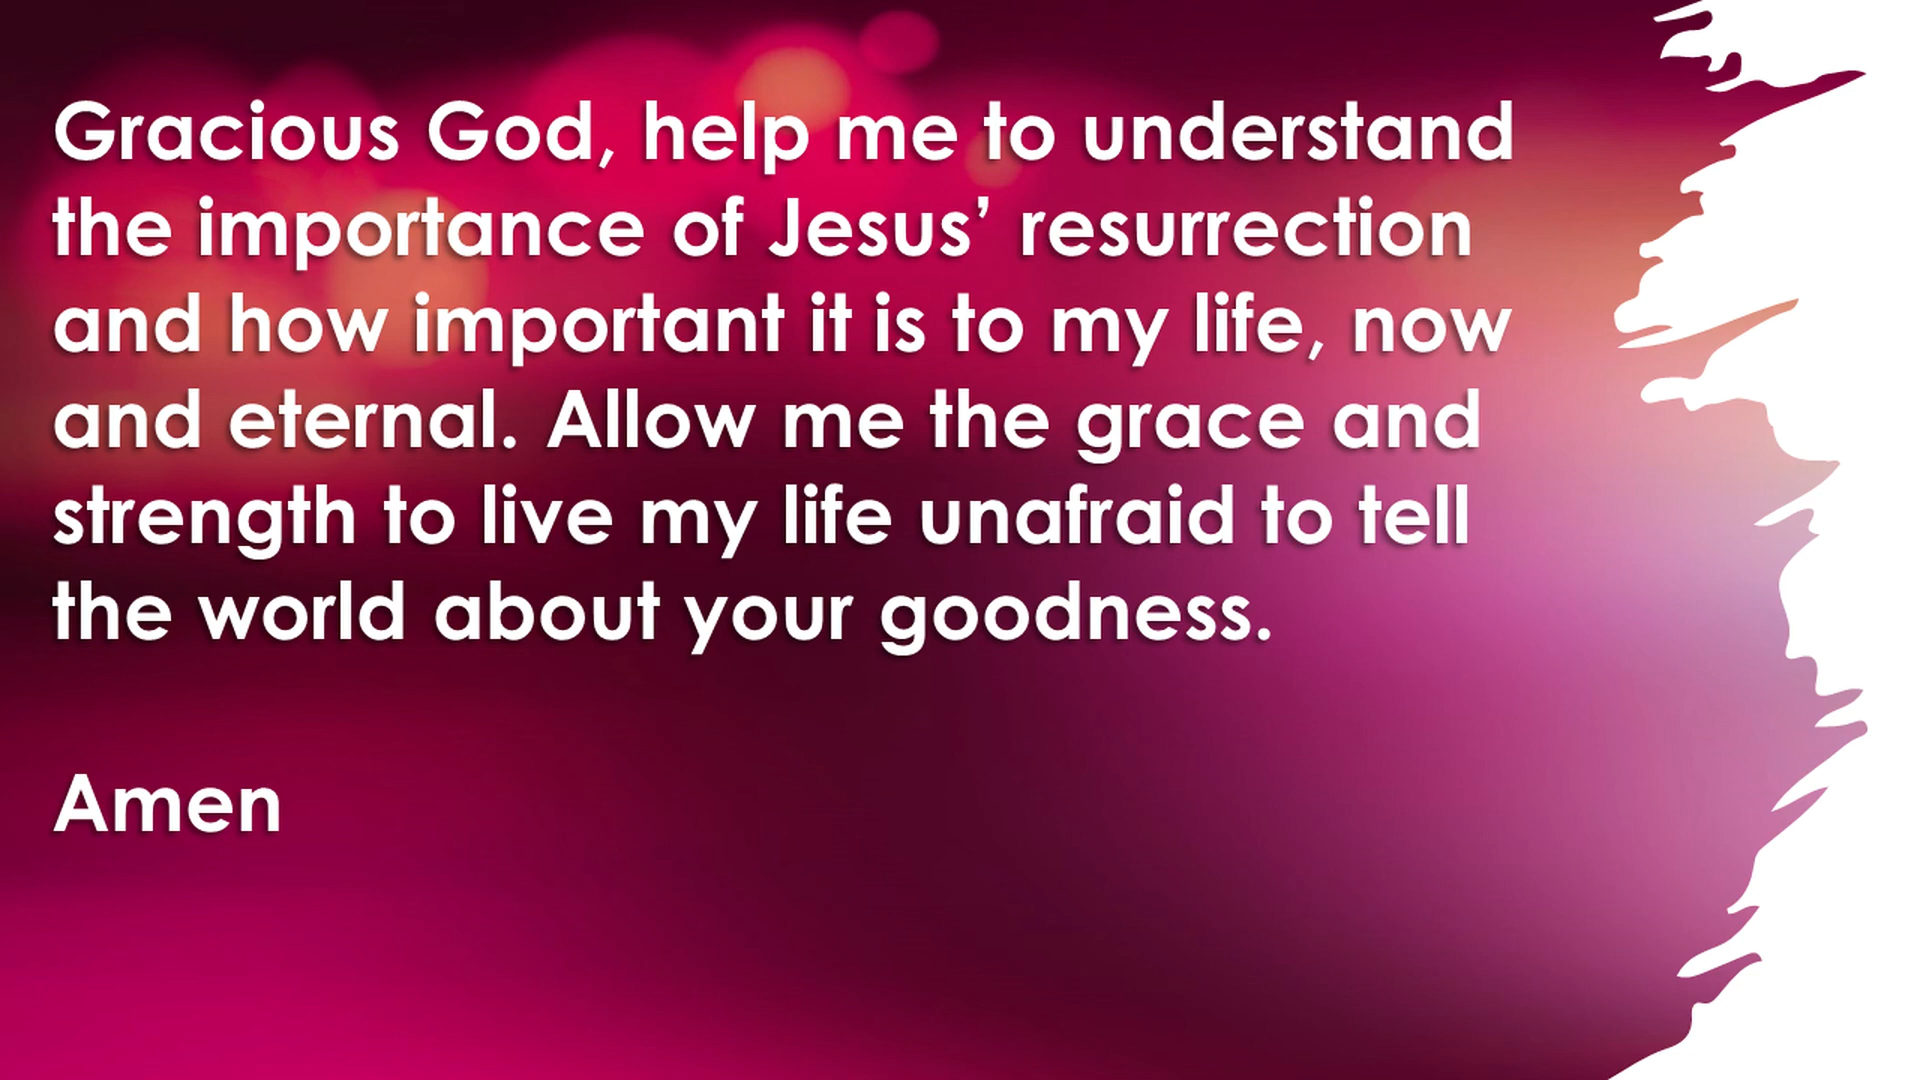 Gracious God, help me to understand
the importance of Jesus’ resurrection
and how important it is to my life, now
and eternal. Allow me the grace and
strength to live my life unafraid to tell
the world about your goodness.
Amen